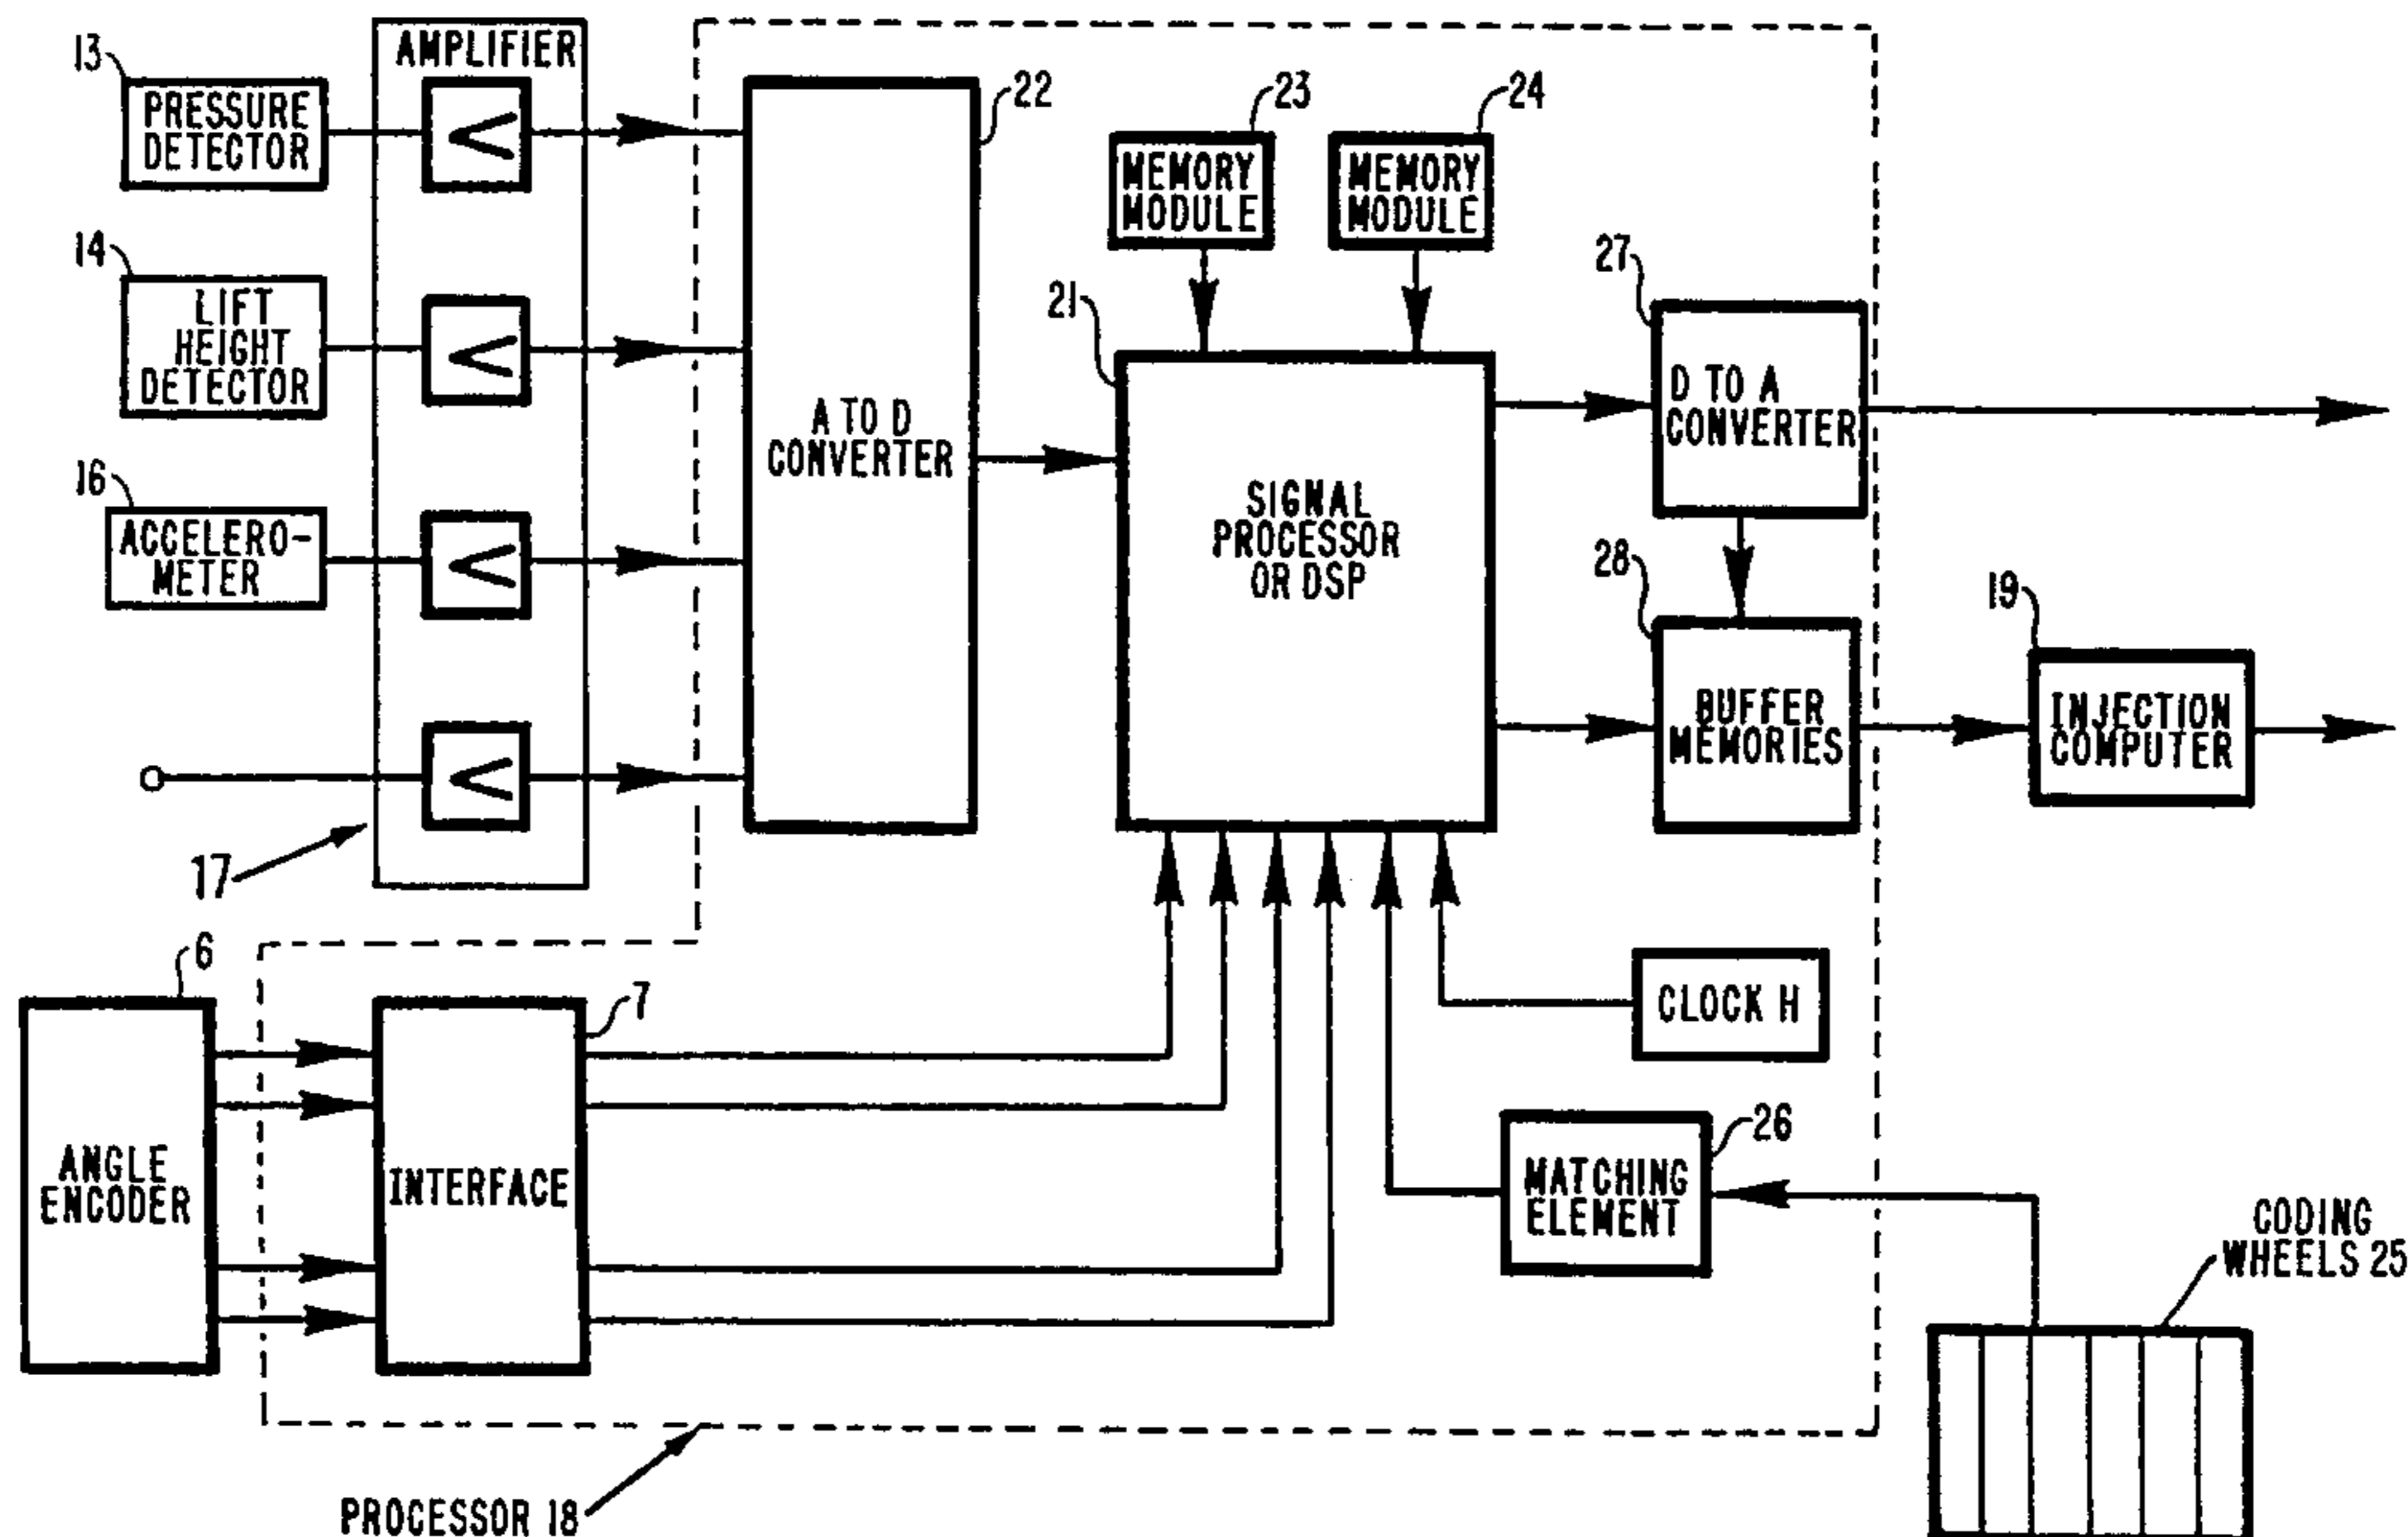 AMPLIFIER
13
PRESSURE
DETECTOR
<
22
23
24
MEMORY
MODULE
MEMORY
MODULE
14
LIFT
HEIGHT
DETECTOR
<
21
27
A TO D
CONVERTER
D TO A
CONVERTER
16
ACCELERO-
METER
<
SIGNAL
PROCESSOR
OR DSP
28
19
BUFFER
MEMORIES
INJECTION
COMPUTER
<
17
6
7
CLOCK H
ANGLE
ENCODER
INTERFACE
26
MATCHING
ELEMENT
CODING
WHEELS 25
PROCESSOR 18